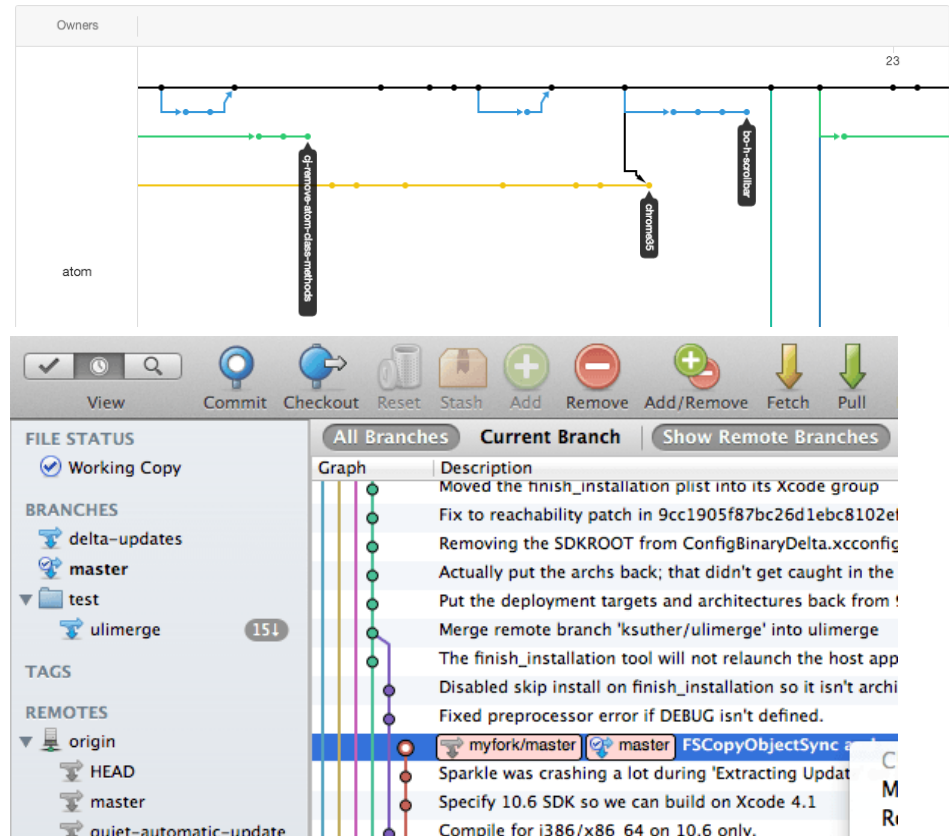 Owners
23
cj-remove-atom-class-methods
chrome35
bo-h-scrollbar
atom
View
Commit
Checkout
Reset
Stash
Add
Remove
Add/Remove
Fetch
Pull
FILE STATUS
Working Copy
BRANCHES
delta-updates
master
test
ulimerge
15↓
TAGS
REMOTES
origin
HEAD
master
quiet-automatic-update
All Branches
Current Branch
Show Remote Branches
Graph
Description
Moved the finish_installation plist into its Xcode group
Fix to reachability patch in 9cc1905f87bc26d1ebc8102ef
Removing the SDKROOT from ConfigBinaryDelta.xcconfig
Actually put the archs back; that didn't get caught in the
Put the deployment targets and architectures back from
Merge remote branch 'ksuther/ulimerge' into ulimerge
The finish_installation tool will not relaunch the host app
Disabled skip install on finish_installation so it isn't archi
Fixed preprocessor error if DEBUG isn't defined.
myfork/master master FSCopyObjectSync
Sparkle was crashing a lot during 'Extracting Updat
Specify 10.6 SDK so we can build on Xcode 4.1
Compile for i386/x86_64 on 10.6 only.